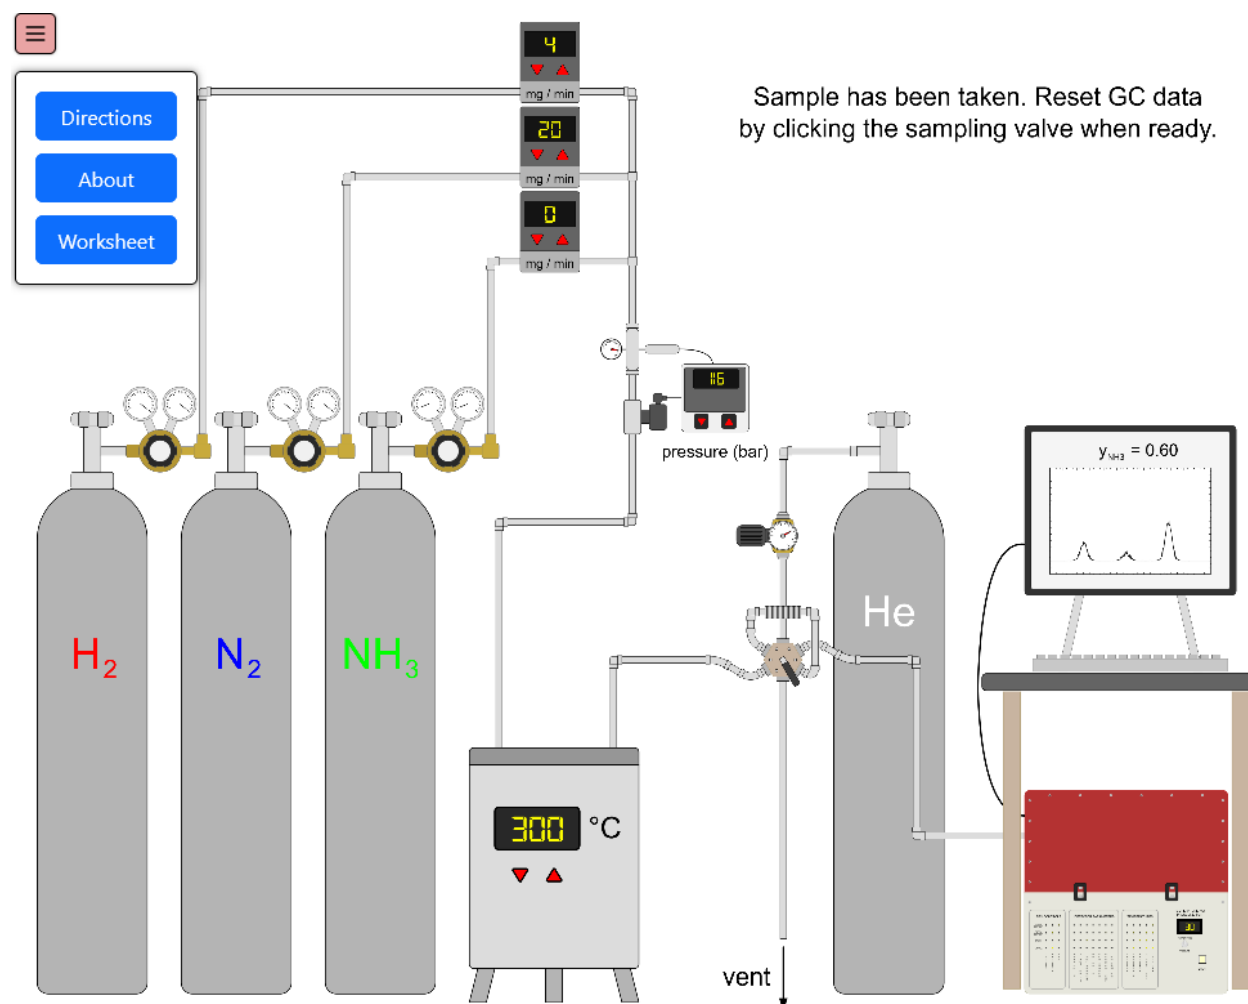 Directions
About
Worksheet
4
mg / min
20
mg / min
0
mg / min
Sample has been taken. Reset GC data
by clicking the sampling valve when ready.
116
pressure (bar)
H₂
N₂
NH₃
He
y_NH3 = 0.60
300 °C
vent
30